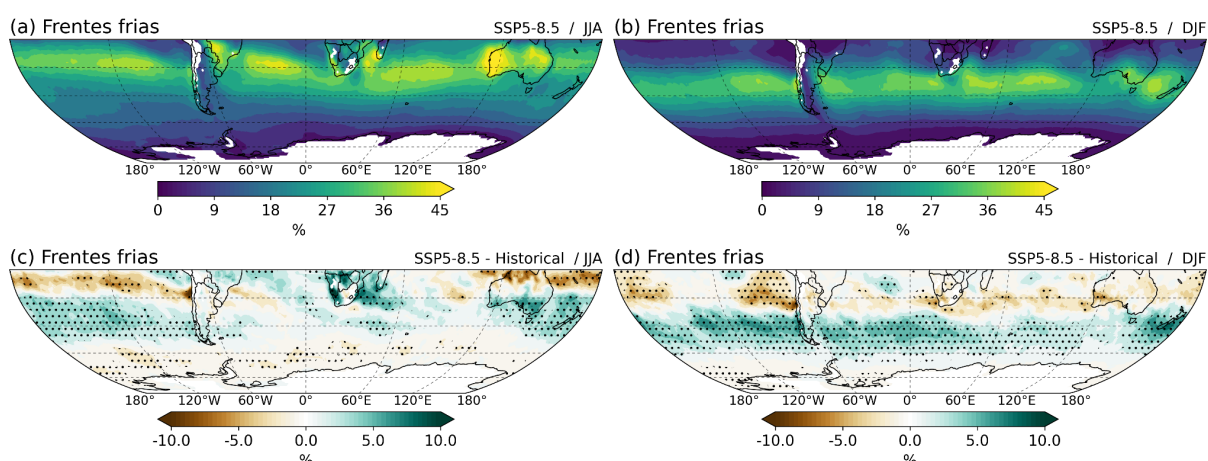 (a) Frentes frias SSP5-8.5 / JJA
(b) Frentes frias SSP5-8.5 / DJF
180° 120°W 60°W 0° 60°E 120°E 180°
180° 120°W 60°W 0° 60°E 120°E 180°
0 9 18 27 36 45
%
0 9 18 27 36 45
%
(c) Frentes frias SSP5-8.5 - Historical / JJA
(d) Frentes frias SSP5-8.5 - Historical / DJF
180° 120°W 60°W 0° 60°E 120°E 180°
180° 120°W 60°W 0° 60°E 120°E 180°
-10.0 -5.0 0.0 5.0 10.0
%
-10.0 -5.0 0.0 5.0 10.0
%